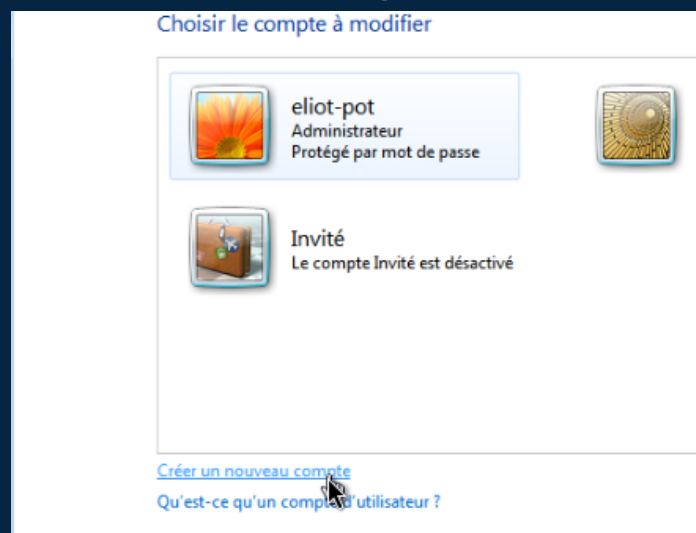 Choisir le compte à modifier
eliot-pot
Administrateur
Protégé par mot de passe
Invité
Le compte Invité est désactivé
Créer un nouveau compte
Qu'est-ce qu'un compte d'utilisateur ?